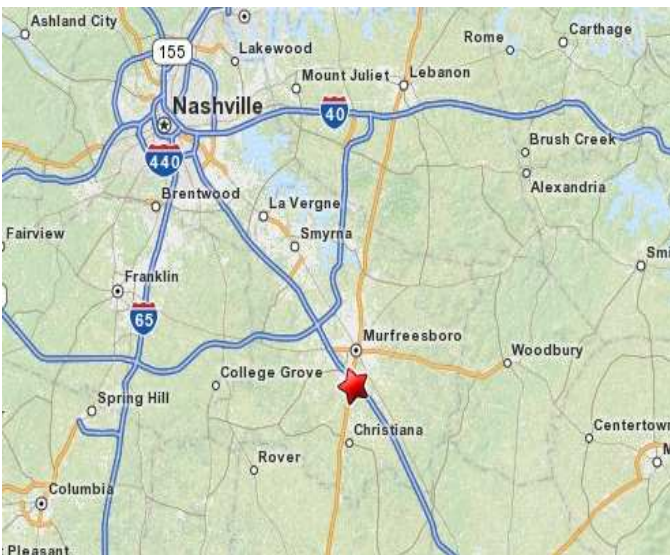 Ashland City
155
Lakewood
Rome
Carthage
Mount Juliet
Lebanon
Nashville
40
440
Brush Creek
Alexandria
Brentwood
La Vergne
Fairview
Smyrna
Smi
Franklin
65
Murfreesboro
Woodbury
College Grove
Spring Hill
Christiana
Centertown
Rover
M
Columbia
Pleasant